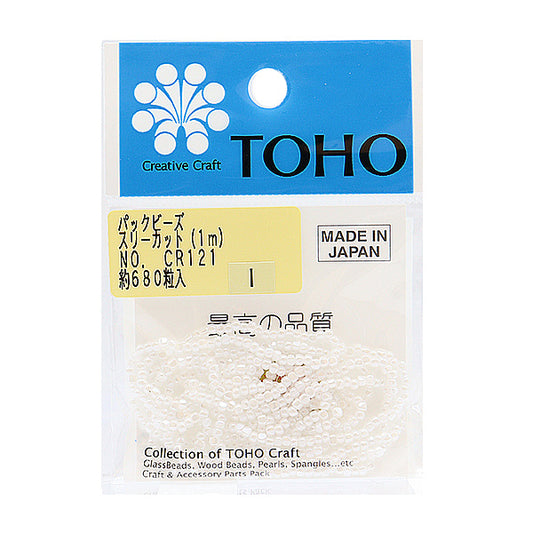 Creative Craft
TOHO
パックビーズ
スリーカット(1m)
NO. CR121
約680粒入
1
MADE IN
JAPAN
最高の品質
Collection of TOHO Craft
GlassBeads, Wood Beads, Pearls, Spangles...etc
Craft & Accessory Parts Pack